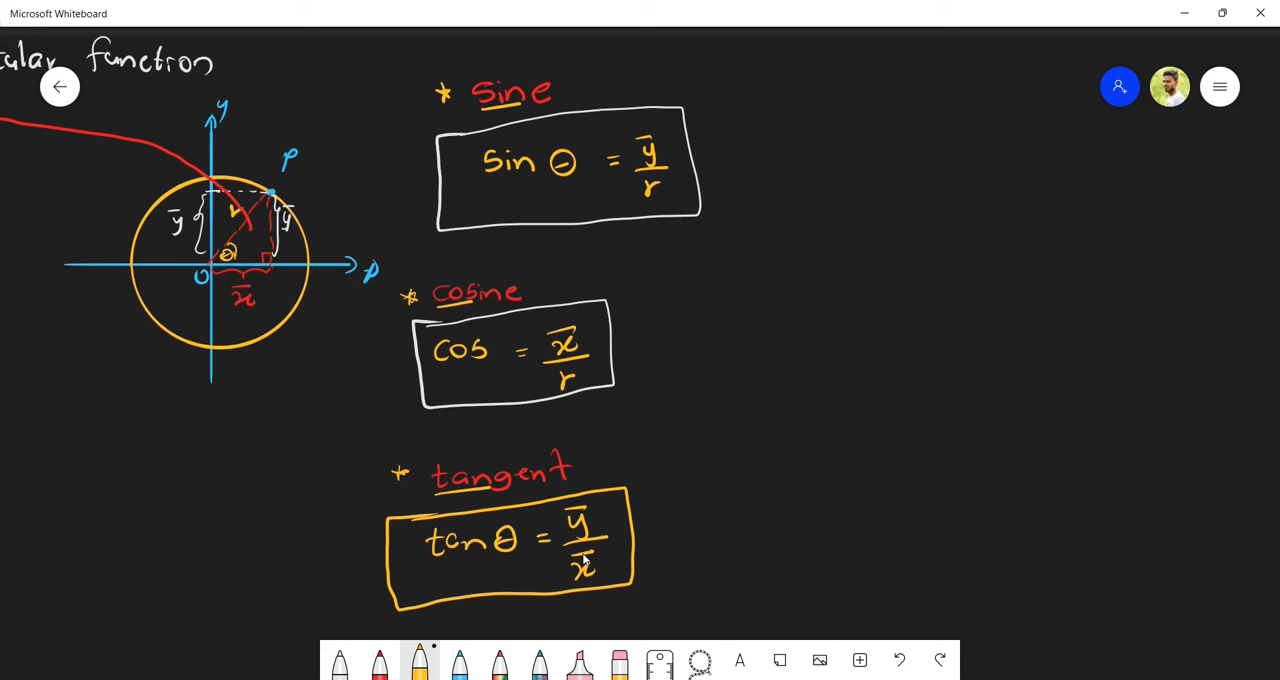 Microsoft Whiteboard
cular function
y
P
r
y̅
y̅
θ
O
x̅
* sine
sin θ = y̅/r
* cosine
cos = x̅/r
* tangent
tan θ = y̅/x̅
A